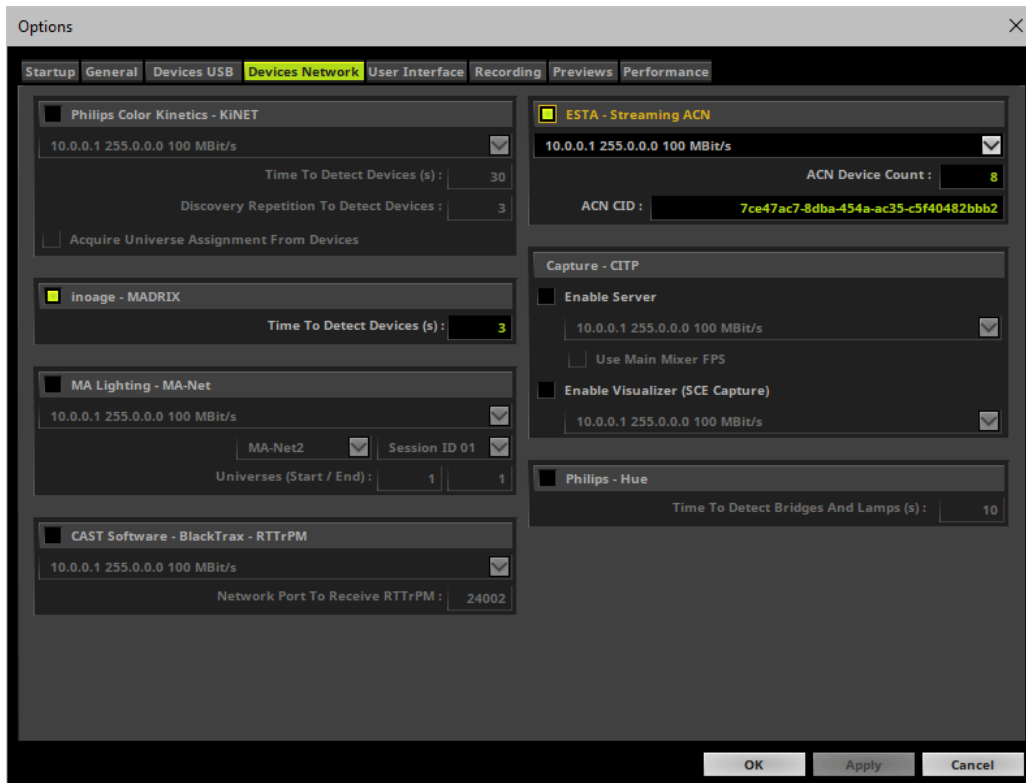 Options
Startup General Devices USB Devices Network User Interface Recording Previews Performance
Philips Color Kinetics - KiNET
10.0.0.1 255.0.0.0 100 MBit/s
Time To Detect Devices (s) : 30
Discovery Repetition To Detect Devices : 3
Acquire Universe Assignment From Devices
inoage - MADRIX
Time To Detect Devices (s) : 3
MA Lighting - MA-Net
10.0.0.1 255.0.0.0 100 MBit/s
MA-Net2 Session ID 01
Universes (Start / End) : 1 1
CAST Software - BlackTrax - RTTrPM
10.0.0.1 255.0.0.0 100 MBit/s
Network Port To Receive RTTrPM : 24002
ESTA - Streaming ACN
10.0.0.1 255.0.0.0 100 MBit/s
ACN Device Count : 8
ACN CID : 7ce47ac7-8dba-454a-ac35-c5f40482bbb2
Capture - CITP
Enable Server
10.0.0.1 255.0.0.0 100 MBit/s
Use Main Mixer FPS
Enable Visualizer (SCE Capture)
10.0.0.1 255.0.0.0 100 MBit/s
Philips - Hue
Time To Detect Bridges And Lamps (s) : 10
OK Apply Cancel